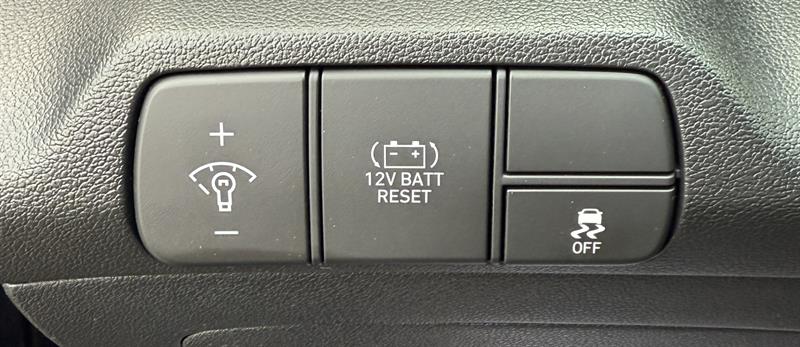 +
- +
12V BATT
RESET
−
OFF